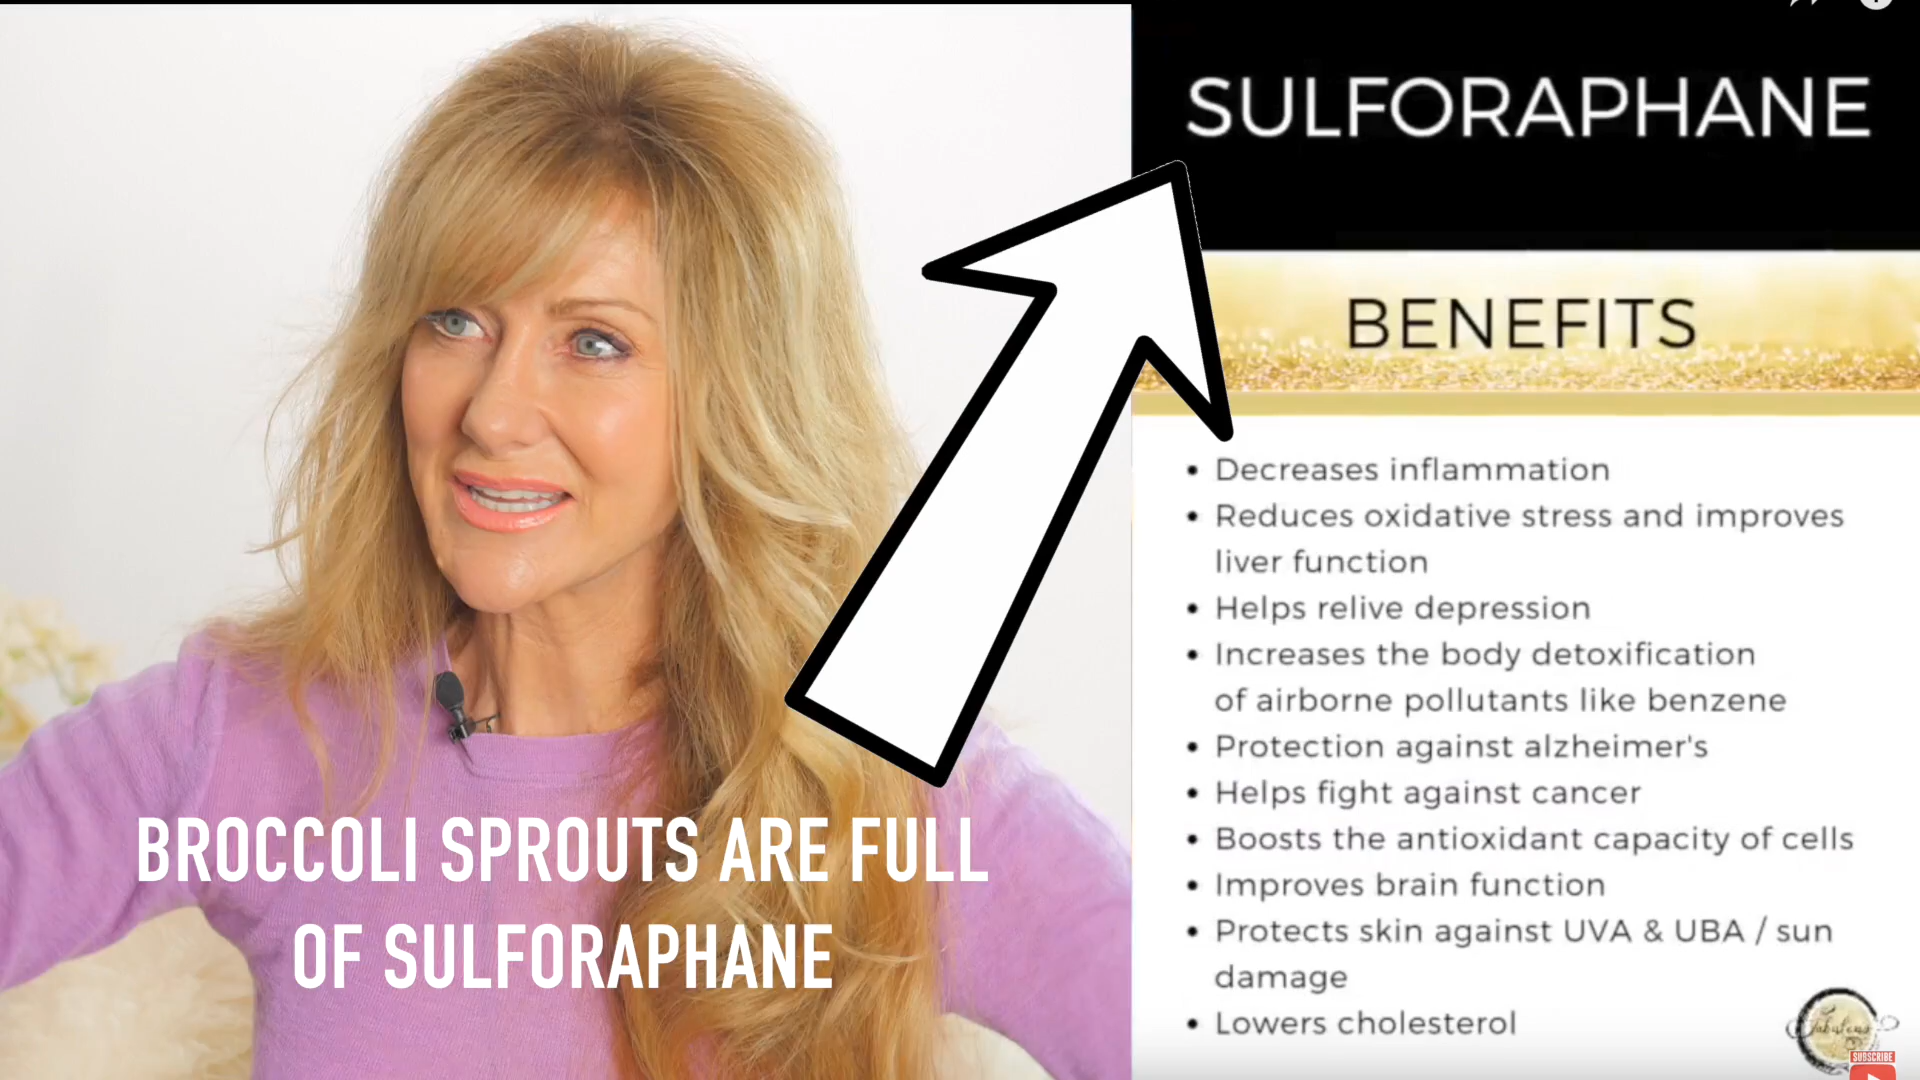 SULFORAPHANE
BENEFITS
• Decreases inflammation
• Reduces oxidative stress and improves
liver function
• Helps relive depression
• Increases the body detoxification
of airborne pollutants like benzene
• Protection against alzheimer's
• Helps fight against cancer
• Boosts the antioxidant capacity of cells
• Improves brain function
• Protects skin against UVA & UBA / sun
damage
• Lowers cholesterol
BROCCOLI SPROUTS ARE FULL
OF SULFORAPHANE
Fabulous
SUBSCRIBE